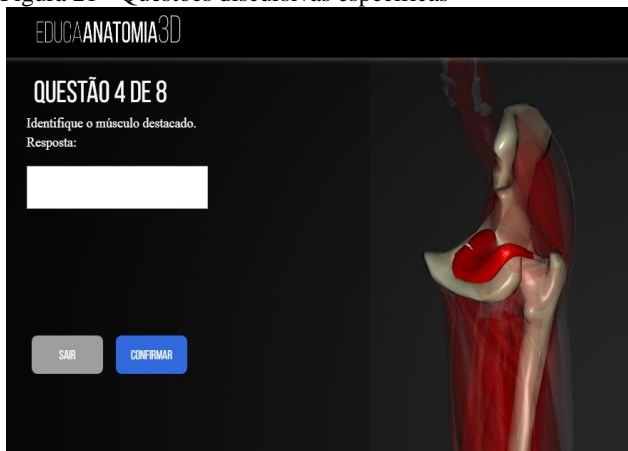 Figura 21 – Questões discursivas específicas
EDUCAANATOMIA3D
QUESTÃO 4 DE 8
Identifique o músculo destacado.
Resposta:
SAIR
CONFIRMAR